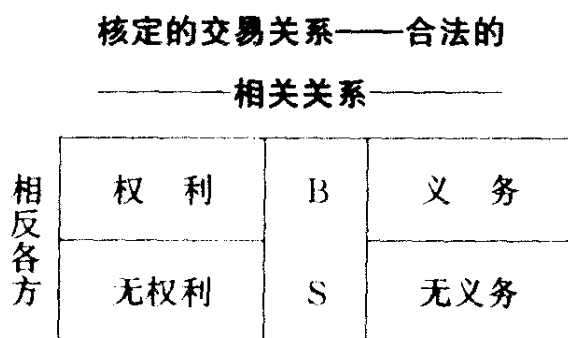 核定的交易关系——合法的
——相关关系——
相反各方
权 利 B 义 务
无权利 S 无义务